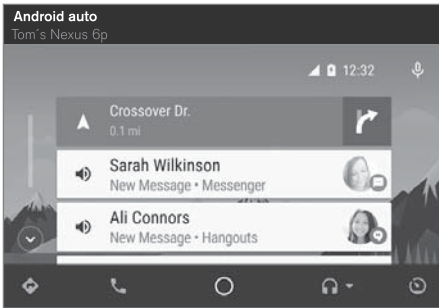 Android auto
Tom´s Nexus 6p
12:32
Crossover Dr.
0.1 mi
Sarah Wilkinson
New Message • Messenger
Ali Connors
New Message • Hangouts